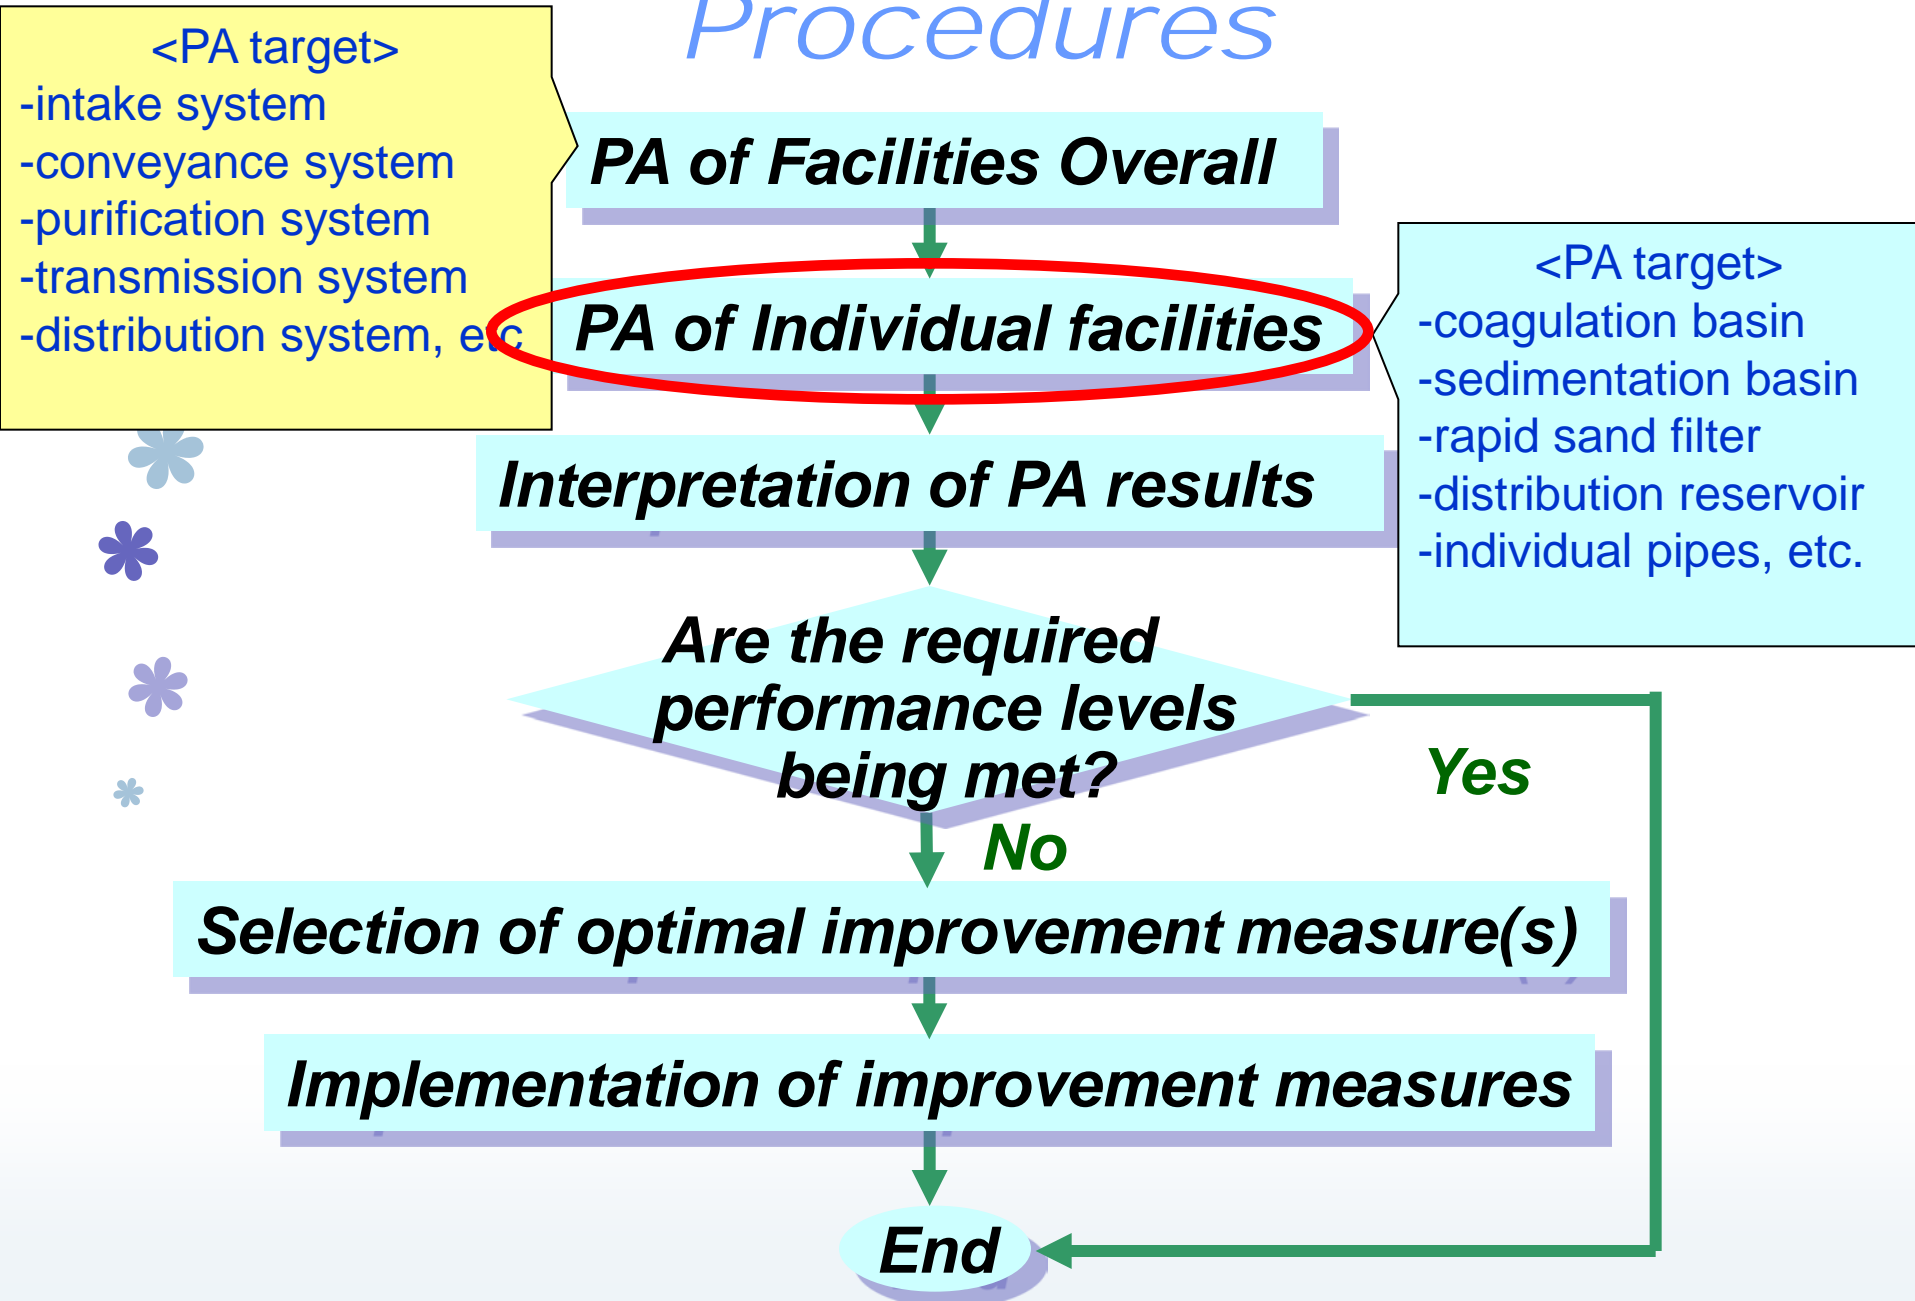 Procedures
<PA target>
-intake system
-conveyance system
-purification system
-transmission system
-distribution system, etc
PA of Facilities Overall
PA of Individual facilities
<PA target>
-coagulation basin
-sedimentation basin
-rapid sand filter
-distribution reservoir
-individual pipes, etc.
Interpretation of PA results
Are the required
performance levels
being met?
Yes
No
Selection of optimal improvement measure(s)
Implementation of improvement measures
End